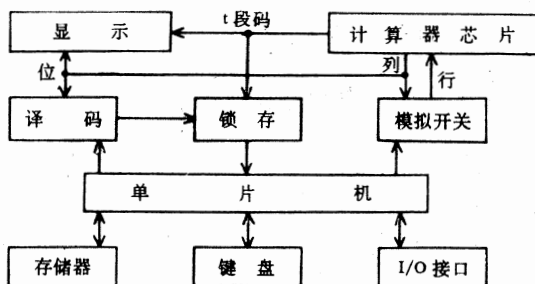 t段码
显示
计算器芯片
位
列
行
译码
锁存
模拟开关
单片机
存储器
键盘
I/O接口